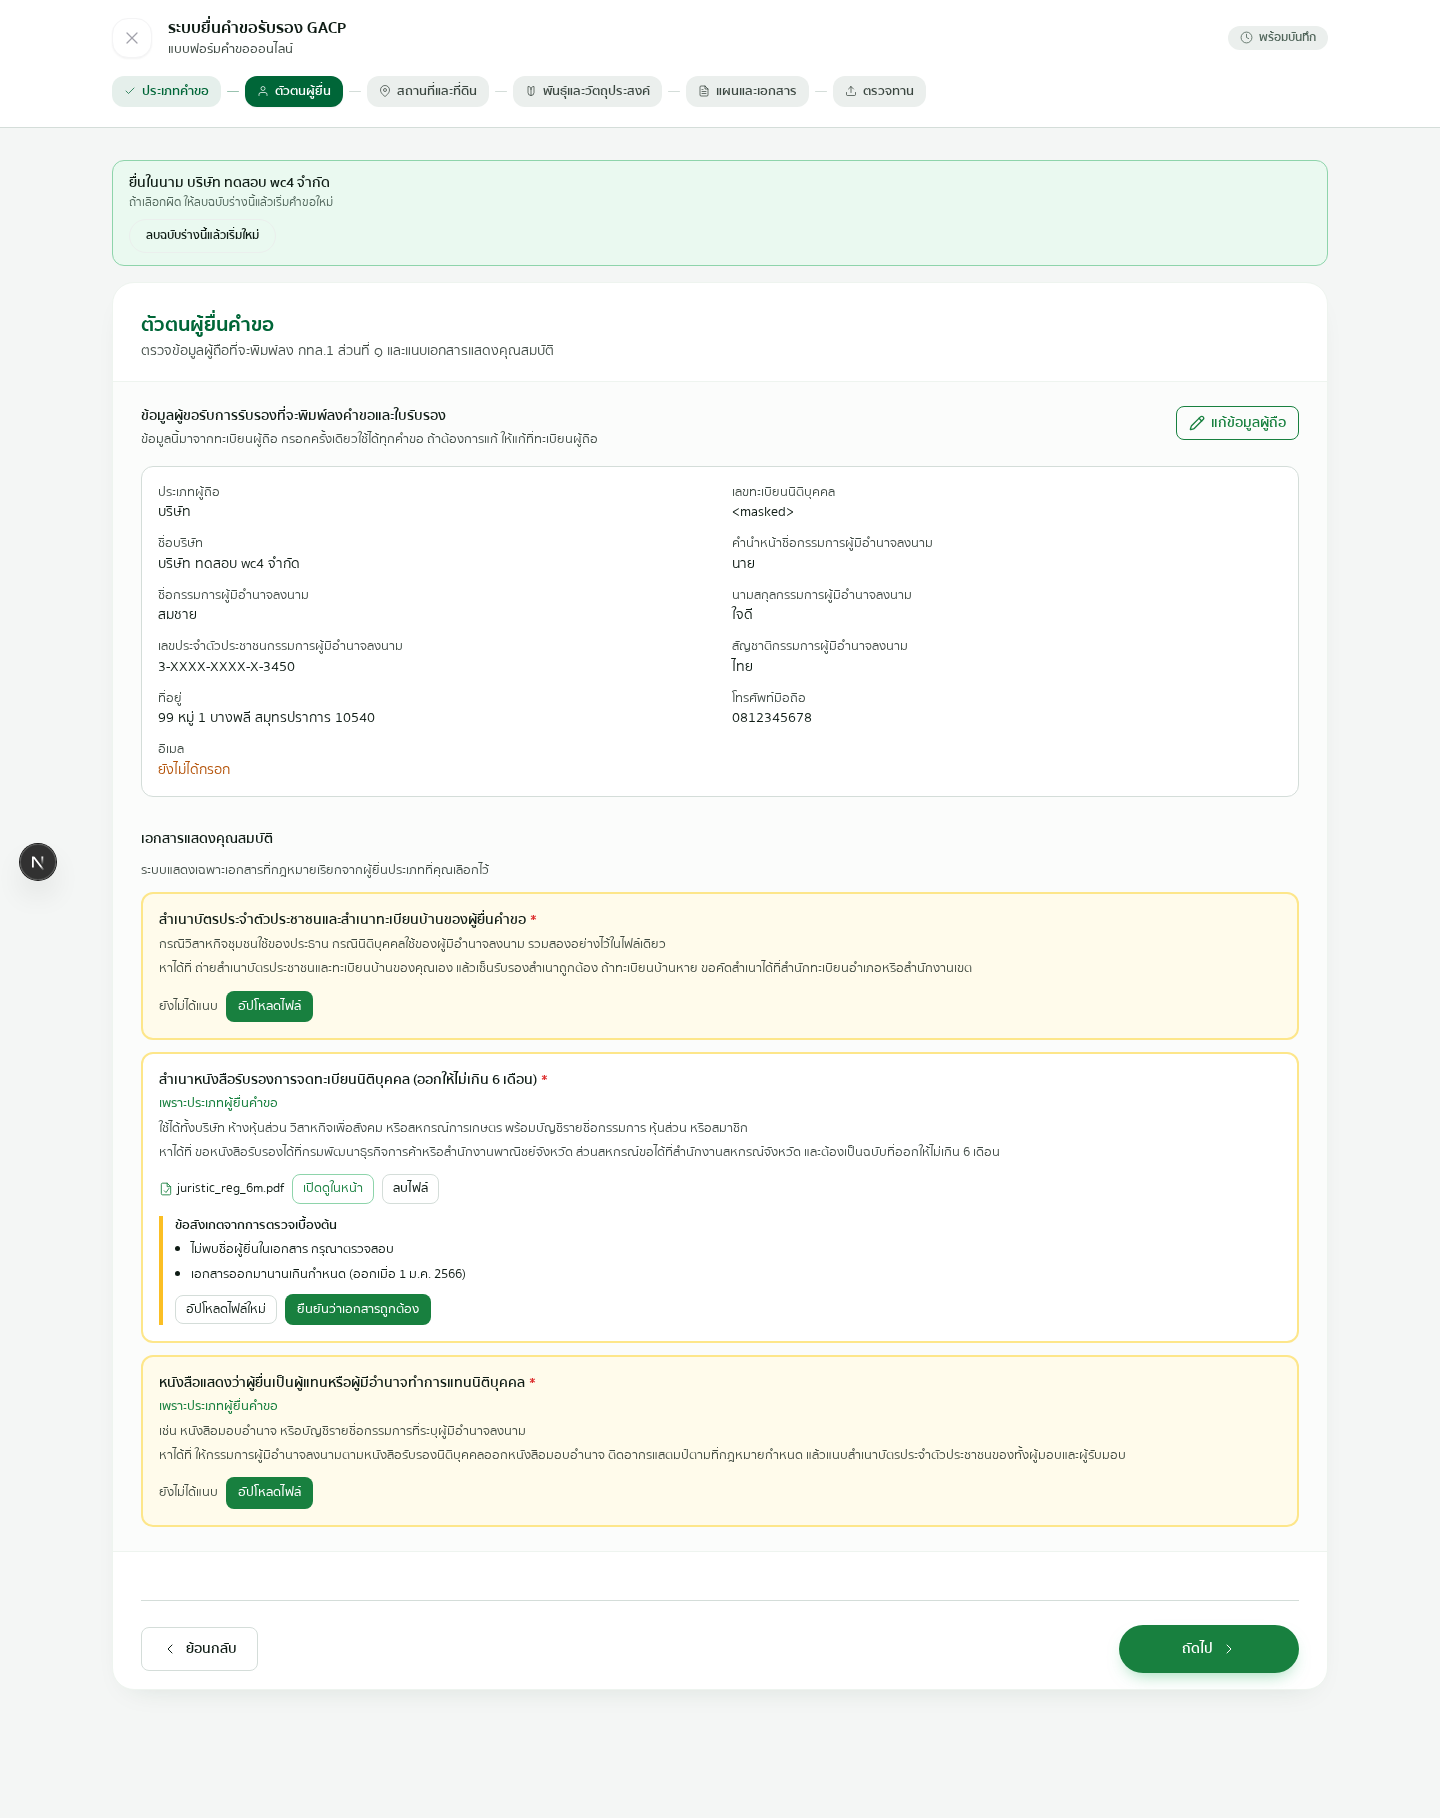 ระบบยื่นคำขอรับรอง GACP
แบบฟอร์มคำขอออนไลน์
พร้อมบันทึก
ประเภทคำขอ
ตัวตนผู้ยื่น
สถานที่และที่ดิน
พันธุ์และวัตถุประสงค์
แผนและเอกสาร
ตรวจทาน
ยื่นในนาม บริษัท ทดสอบ wc4 จำกัด
ถ้าเลือกผิด ให้ลบฉบับร่างนี้แล้วเริ่มคำขอใหม่
ลบฉบับร่างนี้แล้วเริ่มใหม่
ตัวตนผู้ยื่นคำขอ
ตรวจข้อมูลผู้ถือที่จะพิมพ์ลง กทล.1 ส่วนที่ ๑ และแนบเอกสารแสดงคุณสมบัติ
ข้อมูลผู้ขอรับการรับรองที่จะพิมพ์ลงคำขอและใบรับรอง
ข้อมูลนี้มาจากทะเบียนผู้ถือ กรอกครั้งเดียวใช้ได้ทุกคำขอ ถ้าต้องการแก้ ให้แก้ที่ทะเบียนผู้ถือ
แก้ข้อมูลผู้ถือ
ประเภทผู้ถือ
บริษัท
เลขทะเบียนนิติบุคคล
<masked>
ชื่อบริษัท
บริษัท ทดสอบ wc4 จำกัด
คำนำหน้าชื่อกรรมการผู้มีอำนาจลงนาม
นาย
ชื่อกรรมการผู้มีอำนาจลงนาม
สมชาย
นามสกุลกรรมการผู้มีอำนาจลงนาม
ใจดี
เลขประจำตัวประชาชนกรรมการผู้มีอำนาจลงนาม
3-XXXX-XXXX-X-3450
สัญชาติกรรมการผู้มีอำนาจลงนาม
ไทย
ที่อยู่
99 หมู่ 1 บางพลี สมุทรปราการ 10540
โทรศัพท์มือถือ
0812345678
อีเมล
ยังไม่ได้กรอก
เอกสารแสดงคุณสมบัติ
ระบบแสดงเฉพาะเอกสารที่กฎหมายเรียกจากผู้ยื่นประเภทที่คุณเลือกไว้
สำเนาบัตรประจำตัวประชาชนและสำเนาทะเบียนบ้านของผู้ยื่นคำขอ *
กรณีวิสาหกิจชุมชนใช้ของประธาน กรณีนิติบุคคลใช้ของผู้มีอำนาจลงนาม รวมสองอย่างไว้ในไฟล์เดียว
หาได้ที่ ถ่ายสำเนาบัตรประชาชนและทะเบียนบ้านของคุณเอง แล้วเซ็นรับรองสำเนาถูกต้อง ถ้าทะเบียนบ้านหาย ขอคัดสำเนาได้ที่สำนักทะเบียนอำเภอหรือสำนักงานเขต
ยังไม่ได้แนบ
อัปโหลดไฟล์
สำเนาหนังสือรับรองการจดทะเบียนนิติบุคคล (ออกให้ไม่เกิน 6 เดือน) *
เพราะประเภทผู้ยื่นคำขอ
ใช้ได้ทั้งบริษัท ห้างหุ้นส่วน วิสาหกิจเพื่อสังคม หรือสหกรณ์การเกษตร พร้อมบัญชีรายชื่อกรรมการ หุ้นส่วน หรือสมาชิก
หาได้ที่ ขอหนังสือรับรองได้ที่กรมพัฒนาธุรกิจการค้าหรือสำนักงานพาณิชย์จังหวัด ส่วนสหกรณ์ขอได้ที่สำนักงานสหกรณ์จังหวัด และต้องเป็นฉบับที่ออกให้ไม่เกิน 6 เดือน
juristic_reg_6m.pdf
เปิดดูในหน้า
ลบไฟล์
ข้อสังเกตจากการตรวจเบื้องต้น
ไม่พบชื่อผู้ยื่นในเอกสาร กรุณาตรวจสอบ
เอกสารออกมานานเกินกำหนด (ออกเมื่อ 1 ม.ค. 2566)
อัปโหลดไฟล์ใหม่
ยืนยันว่าเอกสารถูกต้อง
หนังสือแสดงว่าผู้ยื่นเป็นผู้แทนหรือผู้มีอำนาจทำการแทนนิติบุคคล *
เพราะประเภทผู้ยื่นคำขอ
เช่น หนังสือมอบอำนาจ หรือบัญชีรายชื่อกรรมการที่ระบุผู้มีอำนาจลงนาม
หาได้ที่ ให้กรรมการผู้มีอำนาจลงนามตามหนังสือรับรองนิติบุคคลออกหนังสือมอบอำนาจ ติดอากรแสตมป์ตามที่กฎหมายกำหนด แล้วแนบสำเนาบัตรประจำตัวประชาชนของทั้งผู้มอบและผู้รับมอบ
ยังไม่ได้แนบ
อัปโหลดไฟล์
ย้อนกลับ
ถัดไป